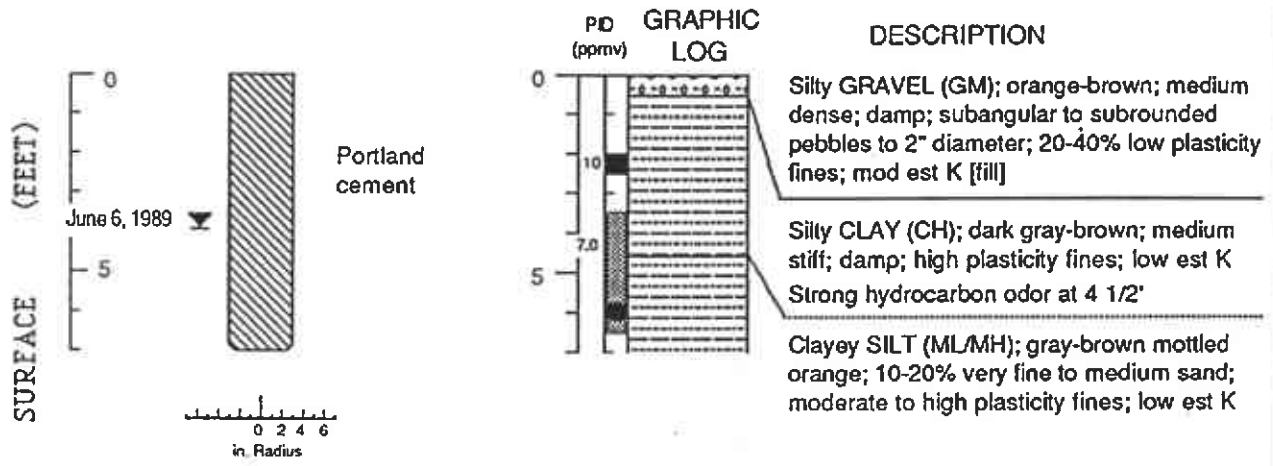 SURFACE (FEET)
0
5
June 6, 1989
Portland
cement
0 2 4 6
in. Radius
PID
(ppmv)
GRAPHIC
LOG
DESCRIPTION
0
10
7.0
5
Silty GRAVEL (GM); orange-brown; medium
dense; damp; subangular to subrounded
pebbles to 2" diameter; 20-40% low plasticity
fines; mod est K [fill]
Silty CLAY (CH); dark gray-brown; medium
stiff; damp; high plasticity fines; low est K
Strong hydrocarbon odor at 4 1/2'
Clayey SILT (ML/MH); gray-brown mottled
orange; 10-20% very fine to medium sand;
moderate to high plasticity fines; low est K